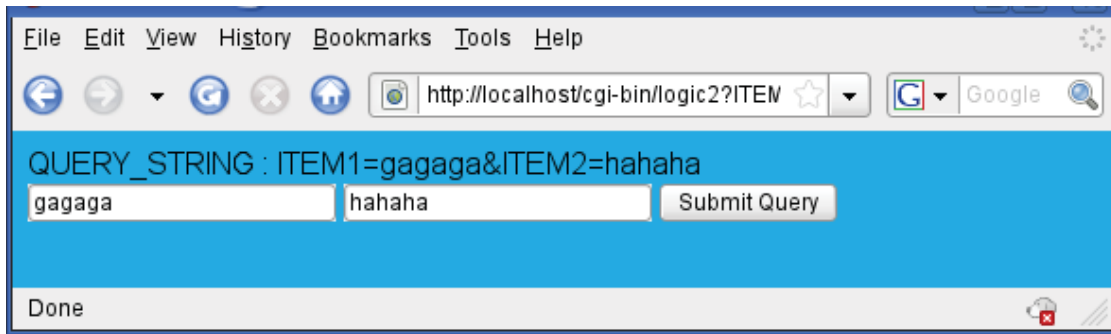 File Edit View History Bookmarks Tools Help
http://localhost/cgi-bin/logic2?ITEM G Google
QUERY_STRING : ITEM1=gagaga&ITEM2=hahaha
gagaga hahaha Submit Query
Done